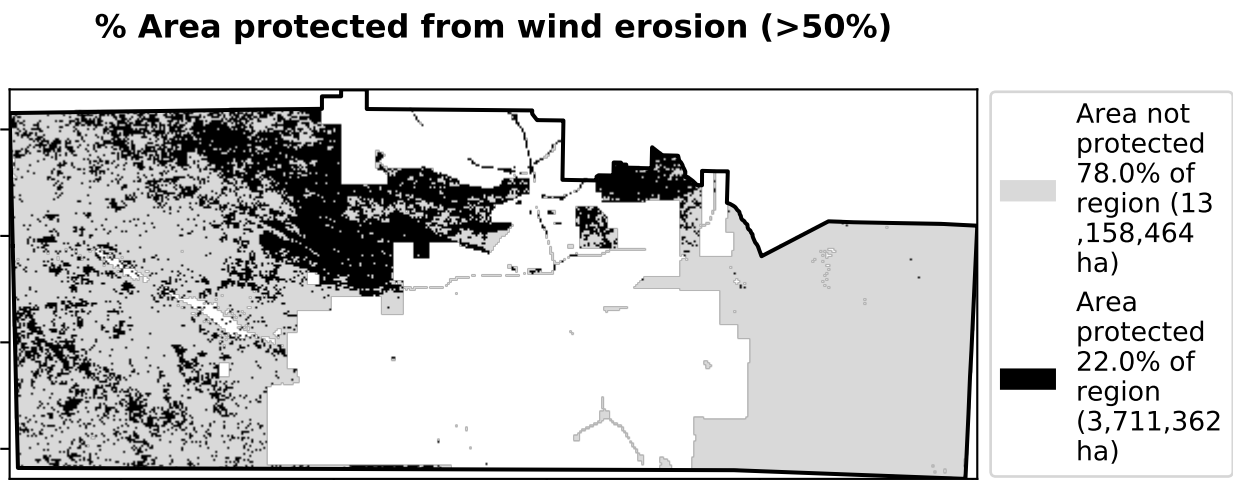 % Area protected from wind erosion (>50%)
Area not
protected
78.0% of
region (13
,158,464
ha)
Area
protected
22.0% of
region
(3,711,362
ha)